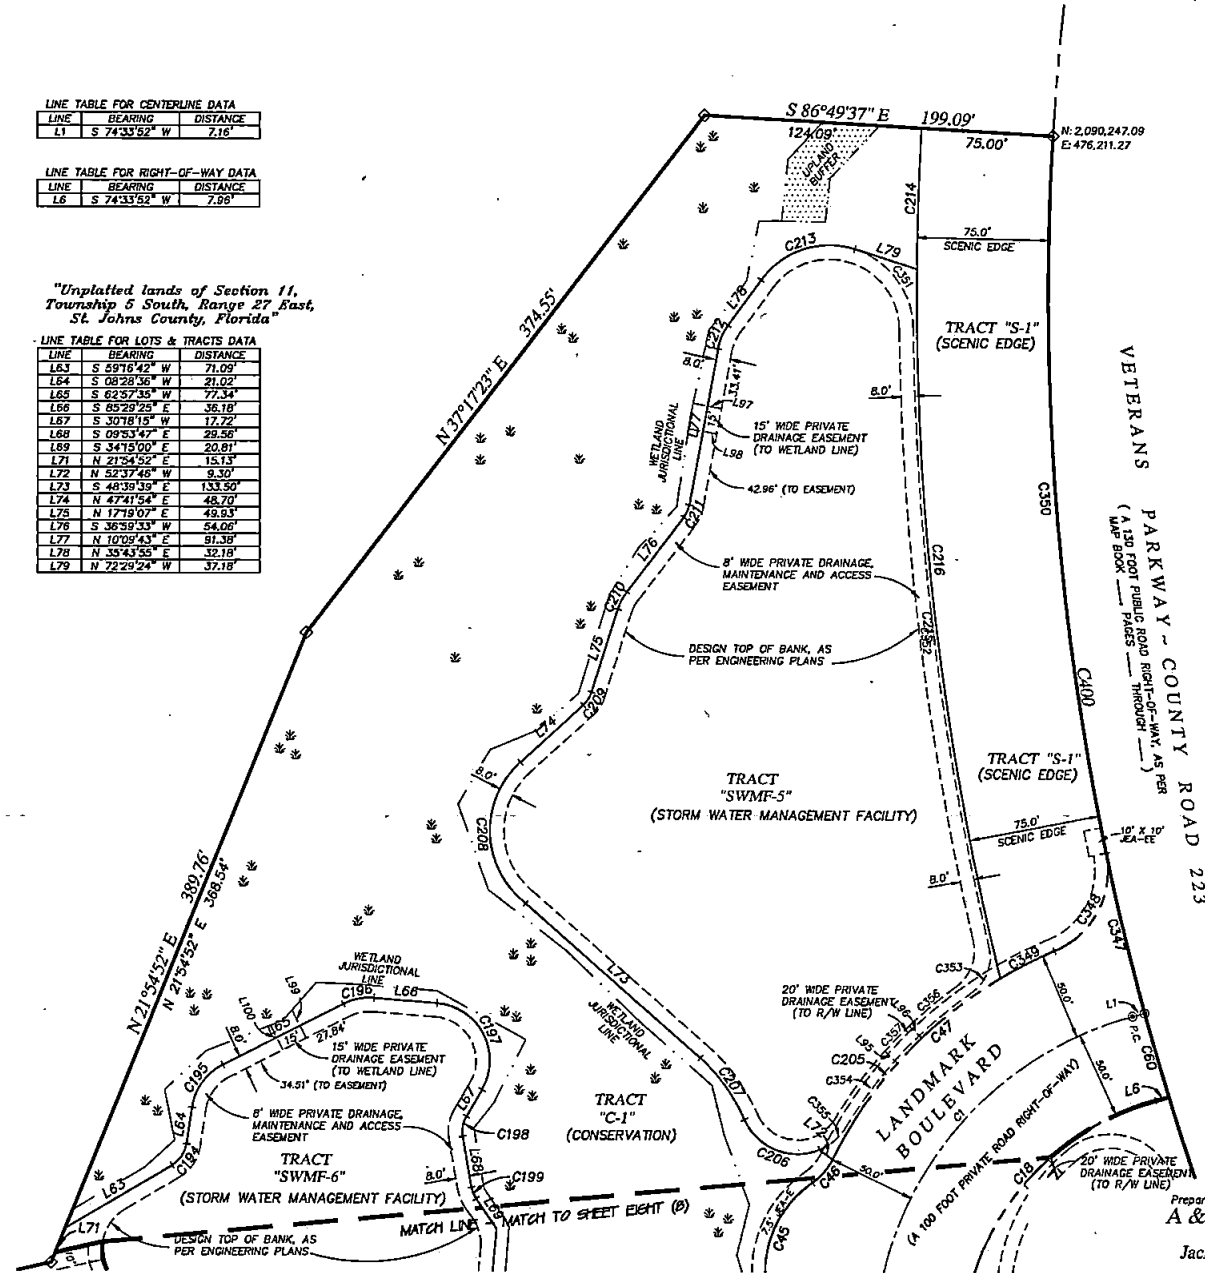 LINE TABLE FOR CENTERLINE DATA
LINE BEARING DISTANCE
L1 S 74°33'52" W 7.16'
LINE TABLE FOR RIGHT-OF-WAY DATA
LINE BEARING DISTANCE
L6 S 74°33'52" W 7.96'
"Unplatted lands of Section 11,
Township 5 South, Range 27 East,
St. Johns County, Florida"
LINE TABLE FOR LOTS & TRACTS DATA
LINE BEARING DISTANCE
L63 S 59°16'42" W 71.09'
L64 S 08°28'36" W 21.02'
L65 S 62°57'35" W 77.34'
L66 S 85°29'25" E 36.18'
L67 S 30°18'15" W 17.72'
L68 S 09°53'47" E 29.56'
L69 S 34°15'00" E 20.81'
L71 N 21°54'52" E 15.13'
L72 N 52°37'46" W 9.30'
L73 S 48°39'39" E 133.50'
L74 N 47°41'54" E 48.70'
L75 N 17°19'07" E 49.93'
L76 S 36°59'33" W 54.06'
L77 N 10°09'43" E 91.38'
L78 N 35°43'55" E 32.18'
L79 N 72°29'24" W 37.18'
S 86°49'37" E 199.09'
124.09'
75.00'
N: 2,090,247.09
E: 476,211.27
UPLAND
BUFFER
C214
75.0'
SCENIC EDGE
C213
L79
C351
L78
C212
TRACT "S-1"
(SCENIC EDGE)
N 37°17'23" E 374.55'
8.0'
33.41'
8.0'
L97
15'
L77
L98
WETLAND
JURISDICTIONAL
LINE
15' WIDE PRIVATE
DRAINAGE EASEMENT
(TO WETLAND LINE)
42.96' (TO EASEMENT)
C211
C350
VETERANS PARKWAY ~ COUNTY ROAD 223
( A 130 FOOT PUBLIC ROAD RIGHT-OF-WAY, AS PER
MAP BOOK ____ PAGES ____ THROUGH ____ )
L76
C216
8' WIDE PRIVATE DRAINAGE,
MAINTENANCE AND ACCESS
EASEMENT
C210
L75
DESIGN TOP OF BANK, AS
PER ENGINEERING PLANS
C400
C209
L74
8.0'
TRACT
"SWMF-5"
(STORM WATER MANAGEMENT FACILITY)
TRACT "S-1"
(SCENIC EDGE)
75.0'
SCENIC EDGE
10' X 10'
JEA-EE
C208
8.0'
N 21°54'52" E 389.76'
N 21°54'52" E 368.54'
C348
C347
C349
C353
L73
WETLAND
JURISDICTIONAL
LINE
WETLAND
JURISDICTIONAL
LINE
C196
L66
L99
L100
L65
15'
27.84'
C197
8.0'
15' WIDE PRIVATE
DRAINAGE EASEMENT
(TO WETLAND LINE)
34.51' (TO EASEMENT)
C195
20' WIDE PRIVATE
DRAINAGE EASEMENT
(TO R/W LINE)
L96
C356
C357
L95
C47
C205
C354
50.0'
L1
P.C.
C60
50.0'
L6
LANDMARK
BOULEVARD
C1
(A 100 FOOT PRIVATE ROAD RIGHT-OF-WAY)
C207
L64
8' WIDE PRIVATE DRAINAGE,
MAINTENANCE AND ACCESS
EASEMENT
L67
C198
TRACT
"C-1"
(CONSERVATION)
C355
L72
C194
L63
TRACT
"SWMF-6"
(STORM WATER MANAGEMENT FACILITY)
8.0'
L68
C199
L69
C206
50.0'
C46
C18
20' WIDE PRIVATE
DRAINAGE EASEMENT
(TO R/W LINE)
L71
MATCH LINE MATCH TO SHEET EIGHT (8)
7.5' JEA-E
C45
DESIGN TOP OF BANK, AS
PER ENGINEERING PLANS
Prepar
A &
Jac